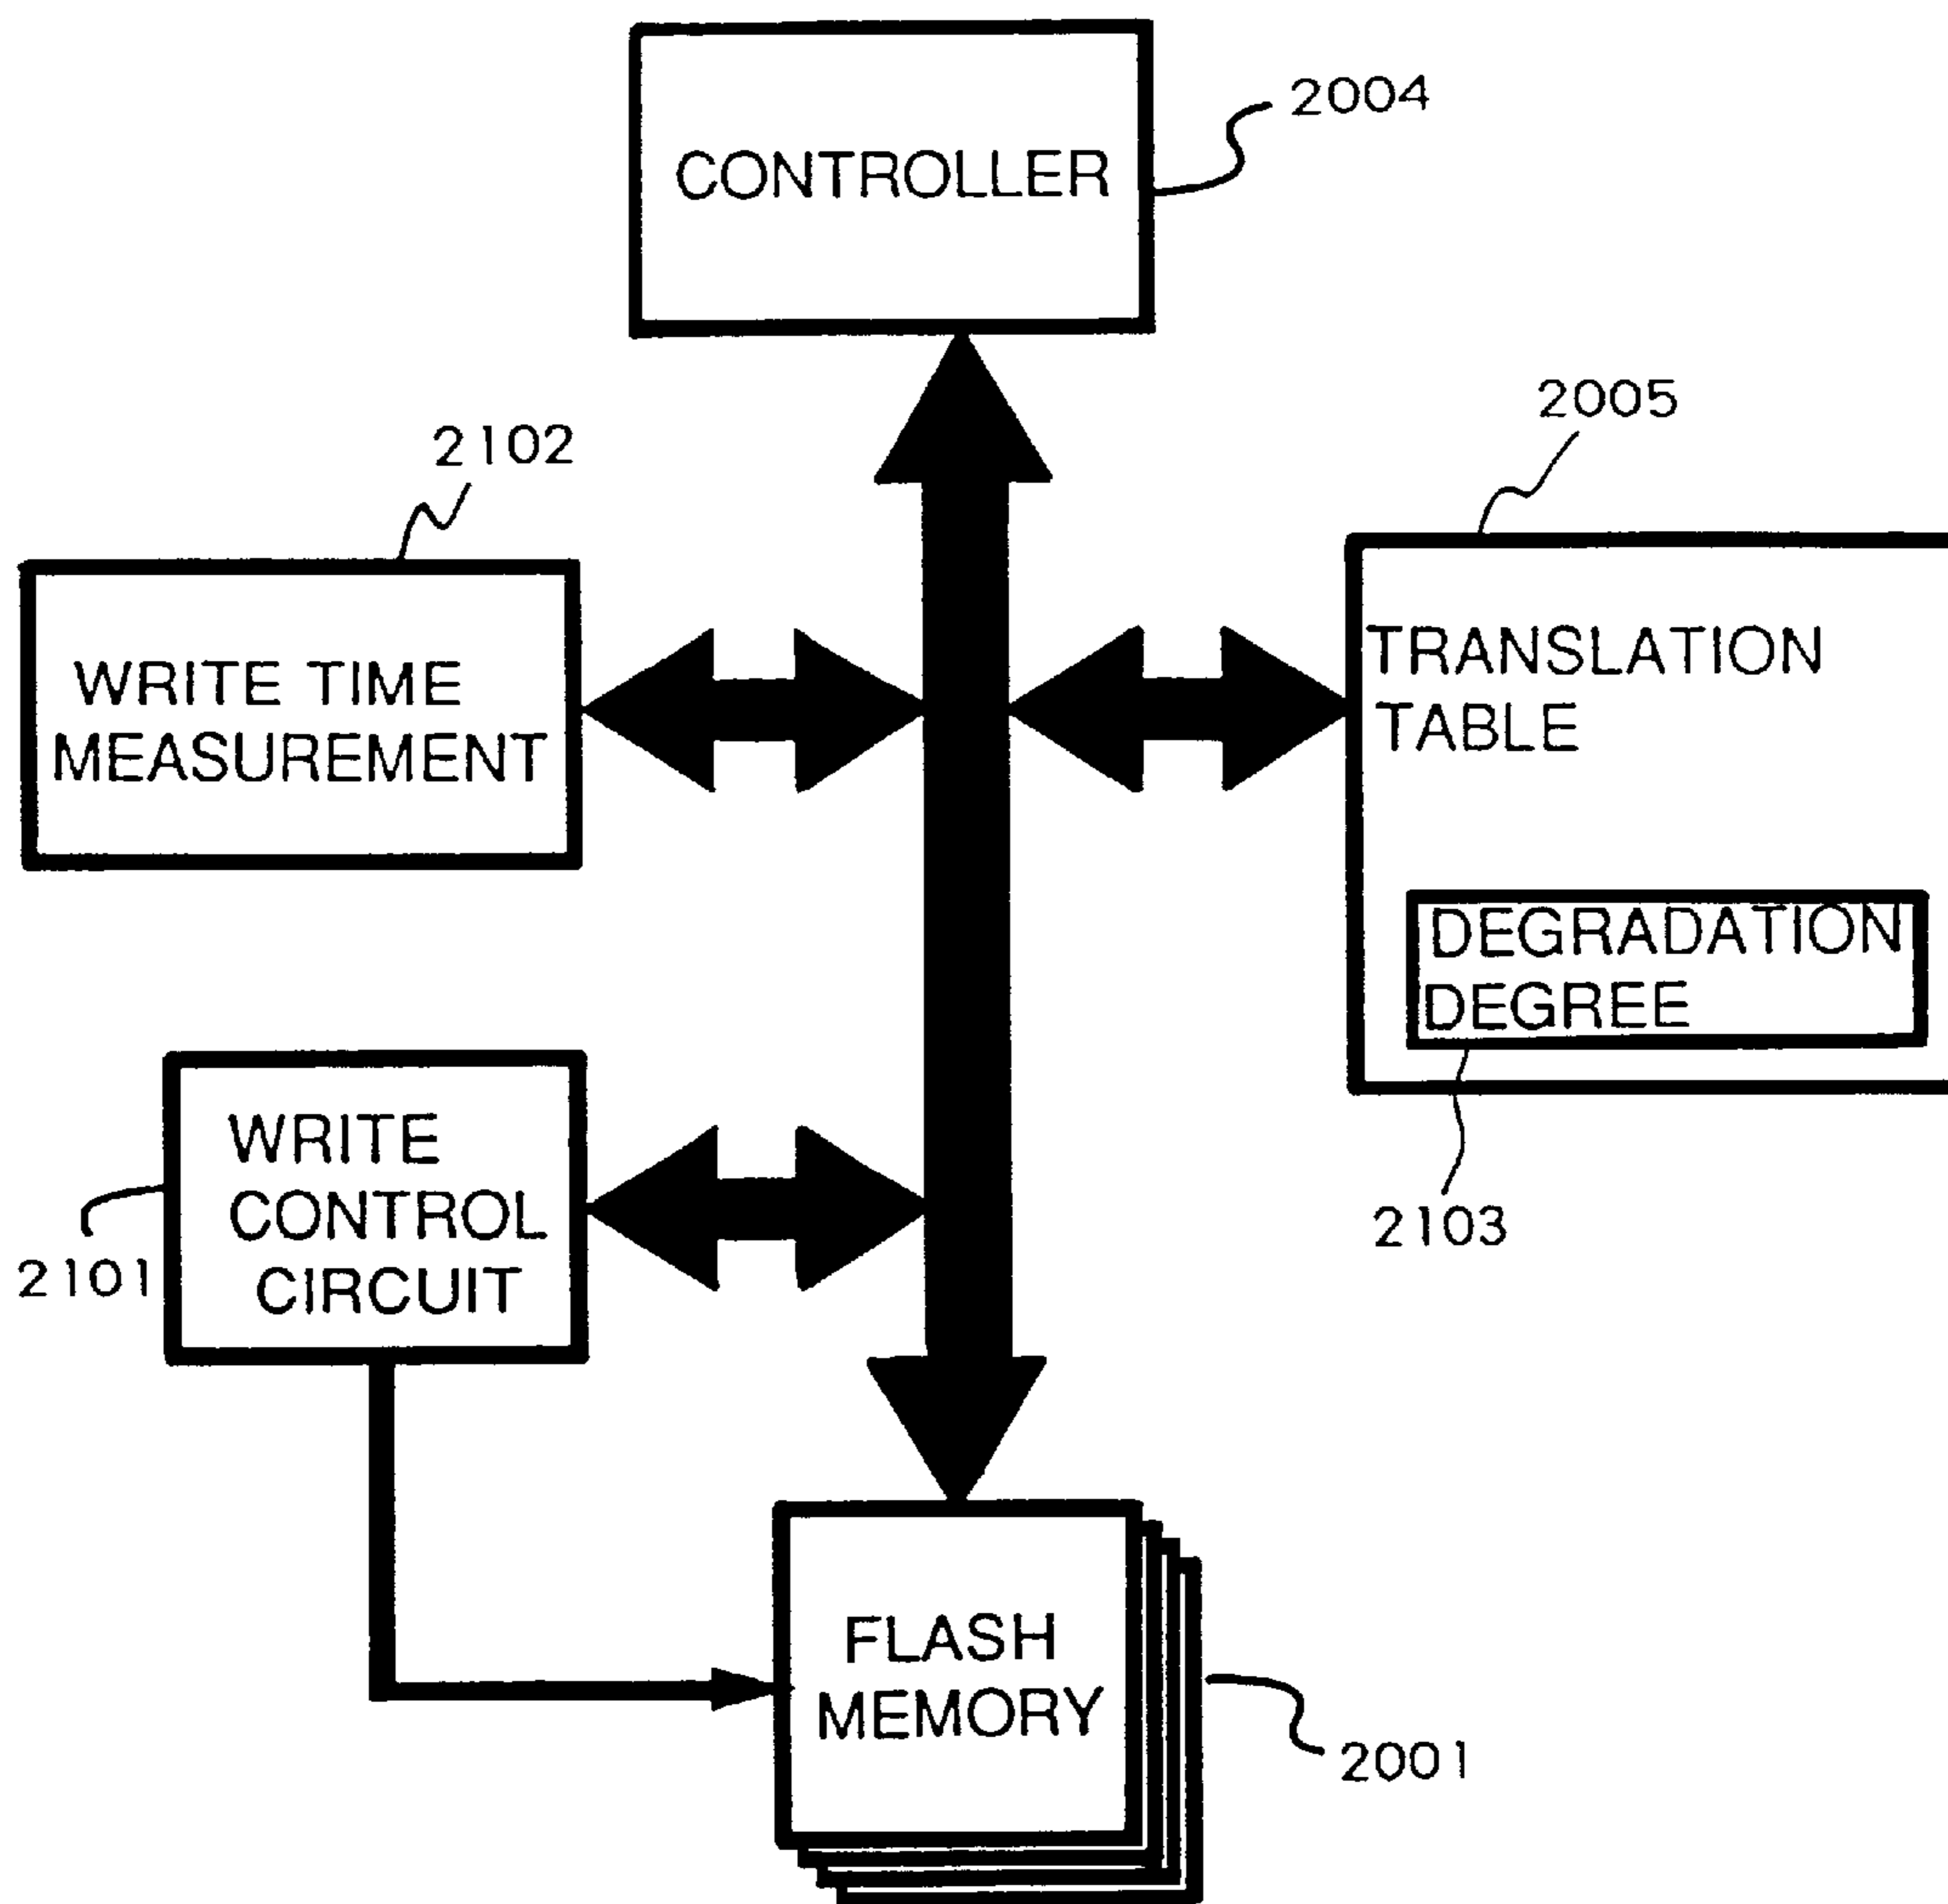 CONTROLLER
2004
2102
2005
WRITE TIME
MEASUREMENT
TRANSLATION
TABLE
DEGRADATION
DEGREE
2103
WRITE
CONTROL
CIRCUIT
2101
FLASH
MEMORY
2001